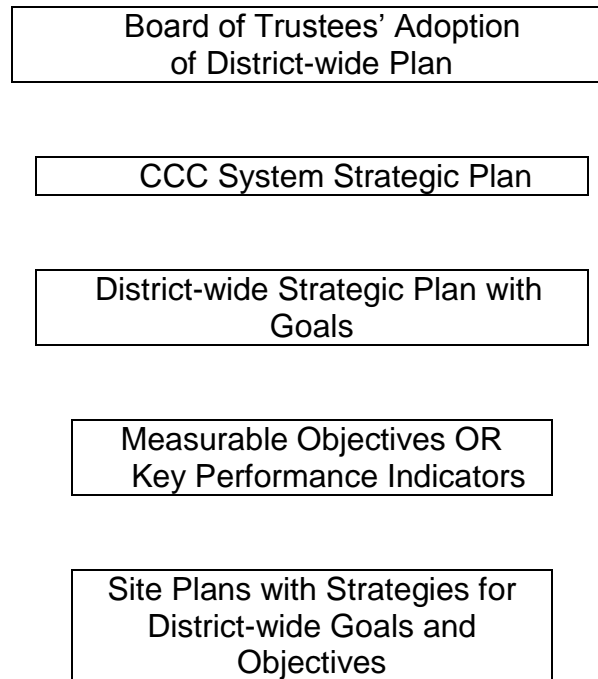 Board of Trustees’ Adoption
of District-wide Plan
CCC System Strategic Plan
District-wide Strategic Plan with
Goals
Measurable Objectives OR
Key Performance Indicators
Site Plans with Strategies for
District-wide Goals and
Objectives